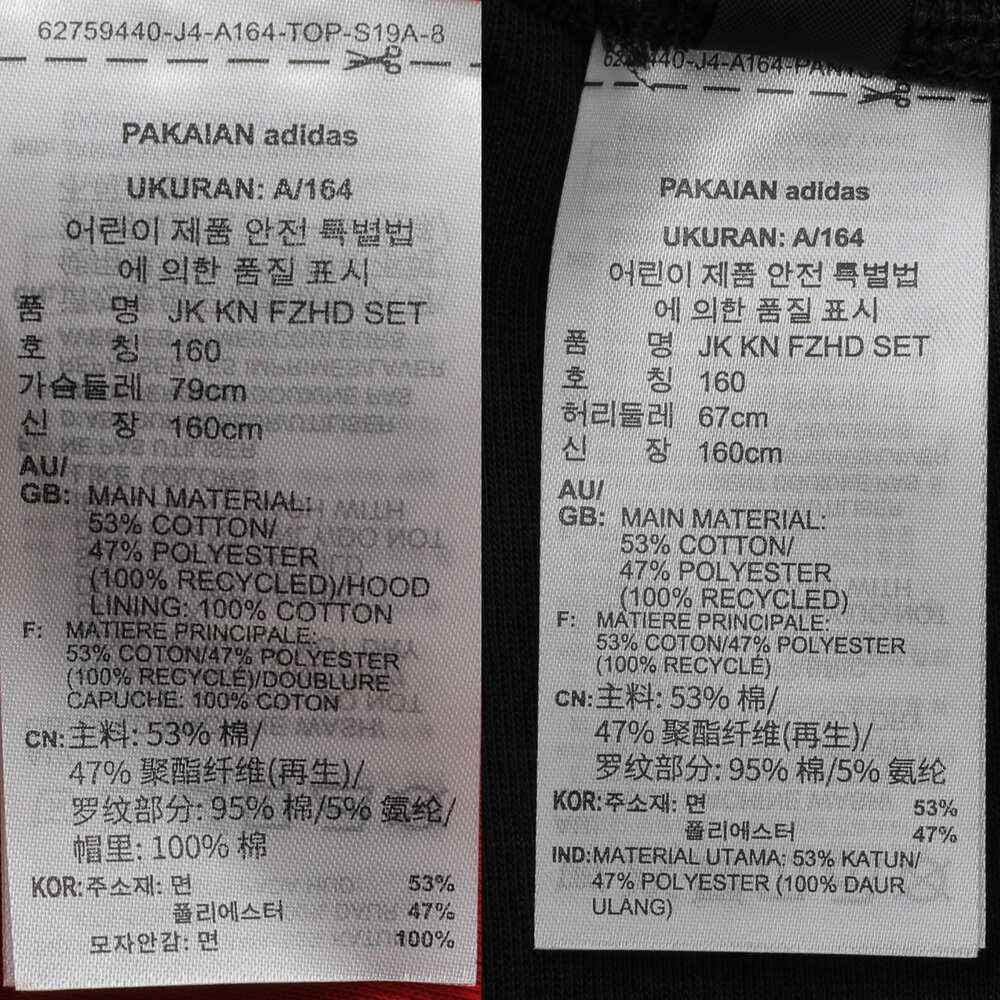 62759440-J4-A164-TOP-S19A-8
PAKAIAN adidas
UKURAN: A/164
어린이 제품 안전 특별법
에 의한 품질 표시
품 명 JK KN FZHD SET
호 칭 160
가슴둘레 79cm
신 장 160cm
AU/
GB: MAIN MATERIAL:
53% COTTON/
47% POLYESTER
(100% RECYCLED)/HOOD
LINING: 100% COTTON
F: MATIERE PRINCIPALE:
53% COTON/47% POLYESTER
(100% RECYCLÉ)/DOUBLURE
CAPUCHE: 100% COTON
CN: 主料: 53% 棉/
47% 聚酯纤维(再生)/
罗纹部分: 95% 棉/5% 氨纶/
帽里: 100% 棉
KOR: 주소재: 면 53%
폴리에스터 47%
모자안감: 면 100%
440-J4-A164-PANTS
PAKAIAN adidas
UKURAN: A/164
어린이 제품 안전 특별법
에 의한 품질 표시
품 명 JK KN FZHD SET
호 칭 160
허리둘레 67cm
신 장 160cm
AU/
GB: MAIN MATERIAL:
53% COTTON/
47% POLYESTER
(100% RECYCLED)
F: MATIERE PRINCIPALE:
53% COTON/47% POLYESTER
(100% RECYCLÉ)
CN: 主料: 53% 棉/
47% 聚酯纤维(再生)/
罗纹部分: 95% 棉/5% 氨纶
KOR: 주소재: 면 53%
폴리에스터 47%
IND: MATERIAL UTAMA: 53% KATUN/
47% POLYESTER (100% DAUR
ULANG)